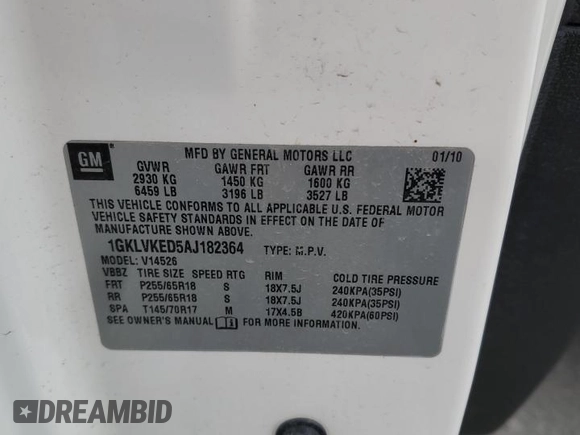 GM
MFD BY GENERAL MOTORS LLC 01/10
GVWR GAWR FRT GAWR RR
2930 KG 1450 KG 1600 KG
6459 LB 3196 LB 3527 LB
THIS VEHICLE CONFORMS TO ALL APPLICABLE U.S. FEDERAL MOTOR
VEHICLE SAFETY STANDARDS IN EFFECT ON THE DATE OF
MANUFACTURE SHOWN ABOVE.
1GKLVKED5AJ182364 TYPE: M.P.V.
MODEL: V14526
VBBZ TIRE SIZE SPEED RTG RIM COLD TIRE PRESSURE
FRT P255/65R18 S 18X7.5J 240KPA(35PSI)
RR P255/65R18 S 18X7.5J 240KPA(35PSI)
SPA T145/70R17 M 17X4.5B 420KPA(60PSI)
SEE OWNER'S MANUAL FOR MORE INFORMATION.
DREAMBID